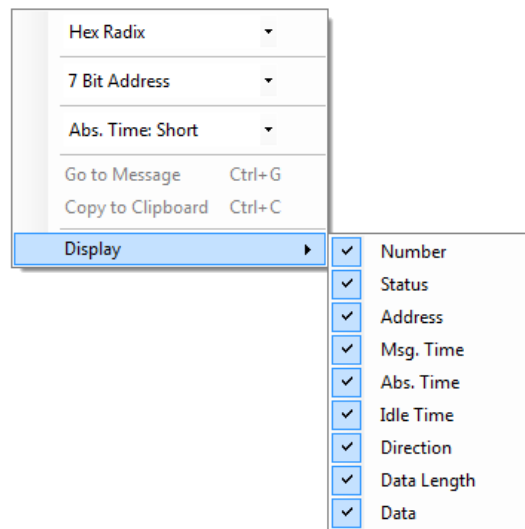 Hex Radix
7 Bit Address
Abs. Time: Short
Go to Message Ctrl+G
Copy to Clipboard Ctrl+C
Display
Number
Status
Address
Msg. Time
Abs. Time
Idle Time
Direction
Data Length
Data